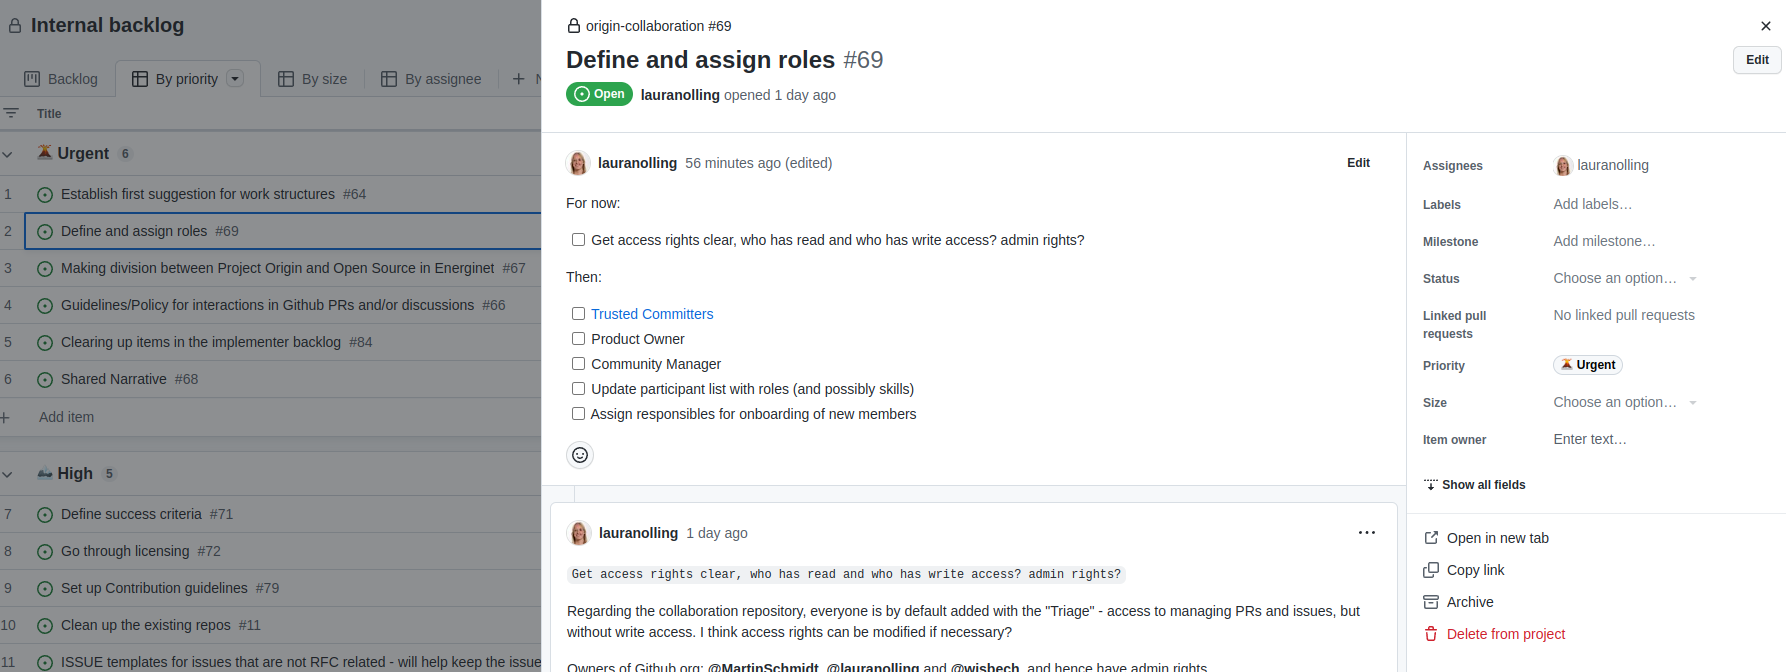 Internal backlog
Backlog
By priority
By size
By assignee
N
Title
Urgent 6
1 Establish first suggestion for work structures #64
2 Define and assign roles #69
3 Making division between Project Origin and Open Source in Energinet #67
4 Guidelines/Policy for interactions in Github PRs and/or discussions #66
5 Clearing up items in the implementer backlog #84
6 Shared Narrative #68
Add item
High 5
7 Define success criteria #71
8 Go through licensing #72
9 Set up Contribution guidelines #79
10 Clean up the existing repos #11
11 ISSUE templates for issues that are not RFC related - will help keep the issue
origin-collaboration #69
Define and assign roles #69
Edit
Open lauranolling opened 1 day ago
lauranolling 56 minutes ago (edited)
Edit
For now:
Get access rights clear, who has read and who has write access? admin rights?
Then:
Trusted Committers
Product Owner
Community Manager
Update participant list with roles (and possibly skills)
Assign responsibles for onboarding of new members
lauranolling 1 day ago
Get access rights clear, who has read and who has write access? admin rights?
Regarding the collaboration repository, everyone is by default added with the "Triage" - access to managing PRs and issues, but
without write access. I think access rights can be modified if necessary?
Owners of Github org: @MartinSchmidt, @lauranolling and @wisbech, and hence have admin rights.
Assignees lauranolling
Labels Add labels…
Milestone Add milestone…
Status Choose an option…
Linked pull No linked pull requests
requests
Priority Urgent
Size Choose an option…
Item owner Enter text…
Show all fields
Open in new tab
Copy link
Archive
Delete from project